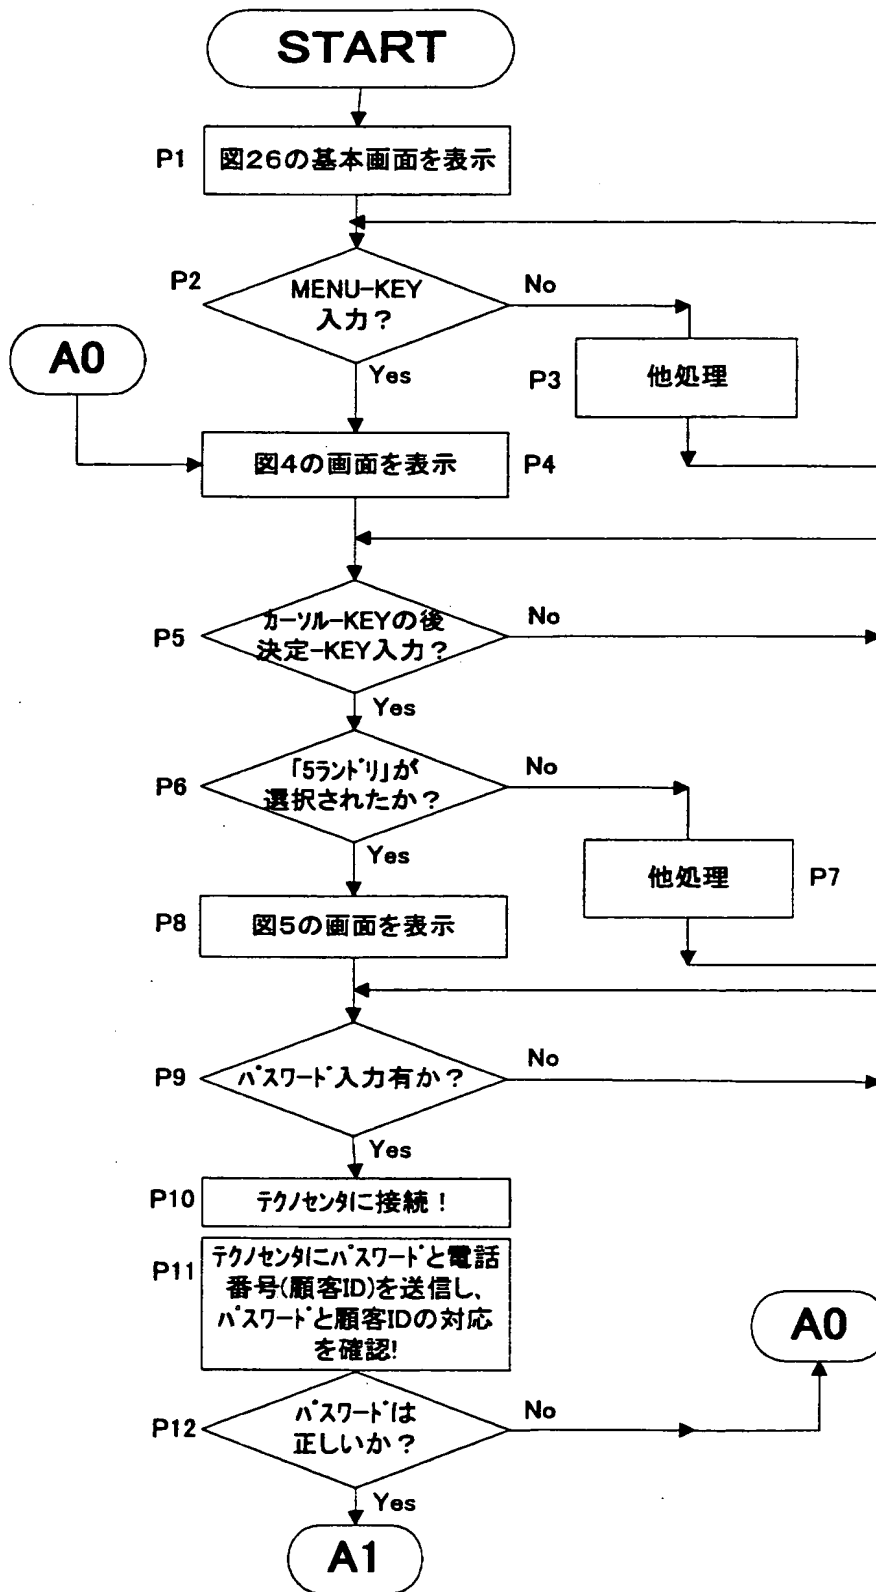 START
P1
図26の基本画面を表示
P2
MENU-KEY
入力?
No
Yes
A0
P3
他処理
図4の画面を表示
P4
P5
ｶｰｿﾙ-KEYの後
決定-KEY入力?
No
Yes
P6
「5ﾗﾝﾄﾞﾘ」が
選択されたか?
No
Yes
他処理
P7
P8
図5の画面を表示
P9
ﾊﾟｽﾜｰﾄﾞ入力有か?
No
Yes
P10
ﾃｸﾉｾﾝﾀに接続!
P11
ﾃｸﾉｾﾝﾀにﾊﾟｽﾜｰﾄﾞと電話
番号(顧客ID)を送信し、
ﾊﾟｽﾜｰﾄﾞと顧客IDの対応
を確認!
A0
P12
ﾊﾟｽﾜｰﾄﾞは
正しいか?
No
Yes
A1